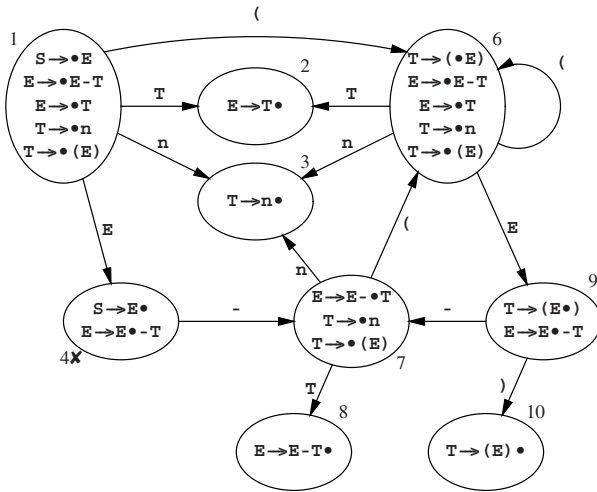 (
1
S→•E
E→•E-T
E→•T
T→•n
T→•(E)
T
n
2
E→T•
3
T→n•
T
n
6
T→(•E)
E→•E-T
E→•T
T→•n
T→•(E)
(
E
S→E•
E→E•-T
4✘
-
n
(
E→E-•T
T→•n
T→•(E)
7
-
E
9
T→(E•)
E→E•-T
T
8
E→E-T•
)
10
T→(E)•